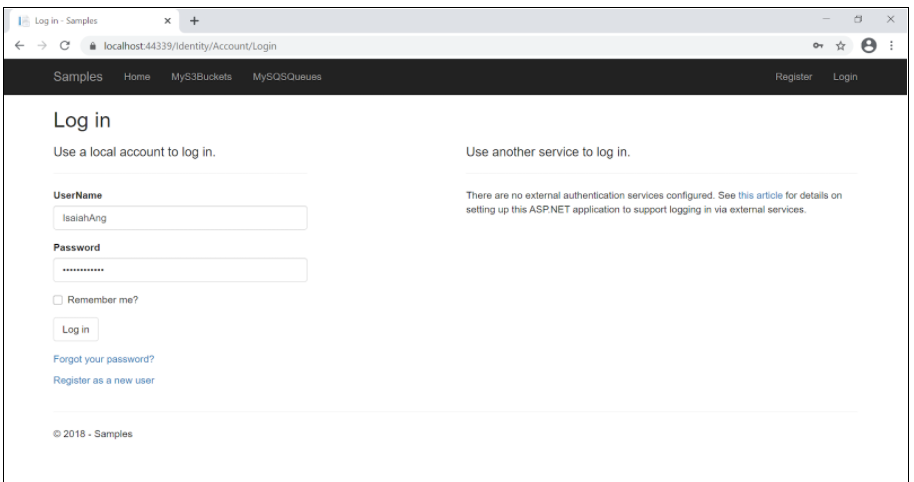 Log in - Samples
localhost:44339/Identity/Account/Login
Samples Home MyS3Buckets MySQSQueues Register Login
Log in
Use a local account to log in.
UserName
IsaiahAng
Password
••••••••••••
Remember me?
Log in
Forgot your password?
Register as a new user
Use another service to log in.
There are no external authentication services configured. See this article for details on
setting up this ASP.NET application to support logging in via external services.
© 2018 - Samples